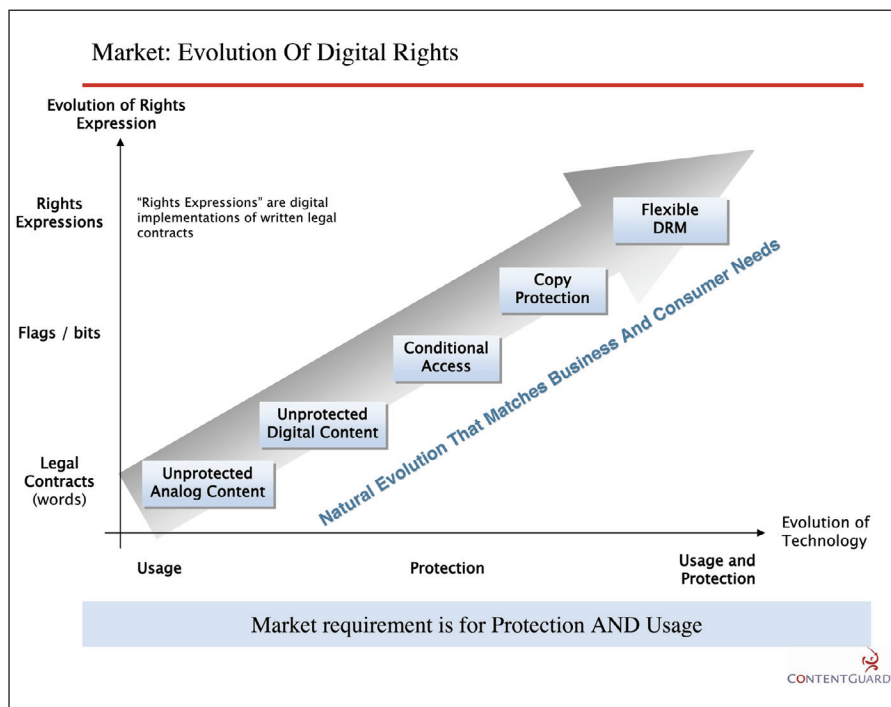 Market: Evolution Of Digital Rights
Evolution of Rights
Expression
Rights
Expressions
"Rights Expressions" are digital
implementations of written legal
contracts
Flexible
DRM
Copy
Protection
Flags / bits
Conditional
Access
Unprotected
Digital Content
Legal
Contracts
(words)
Unprotected
Analog Content
Natural Evolution That Matches Business And Consumer Needs
Evolution of
Technology
Usage
Protection
Usage and
Protection
Market requirement is for Protection AND Usage
CONTENTGUARD